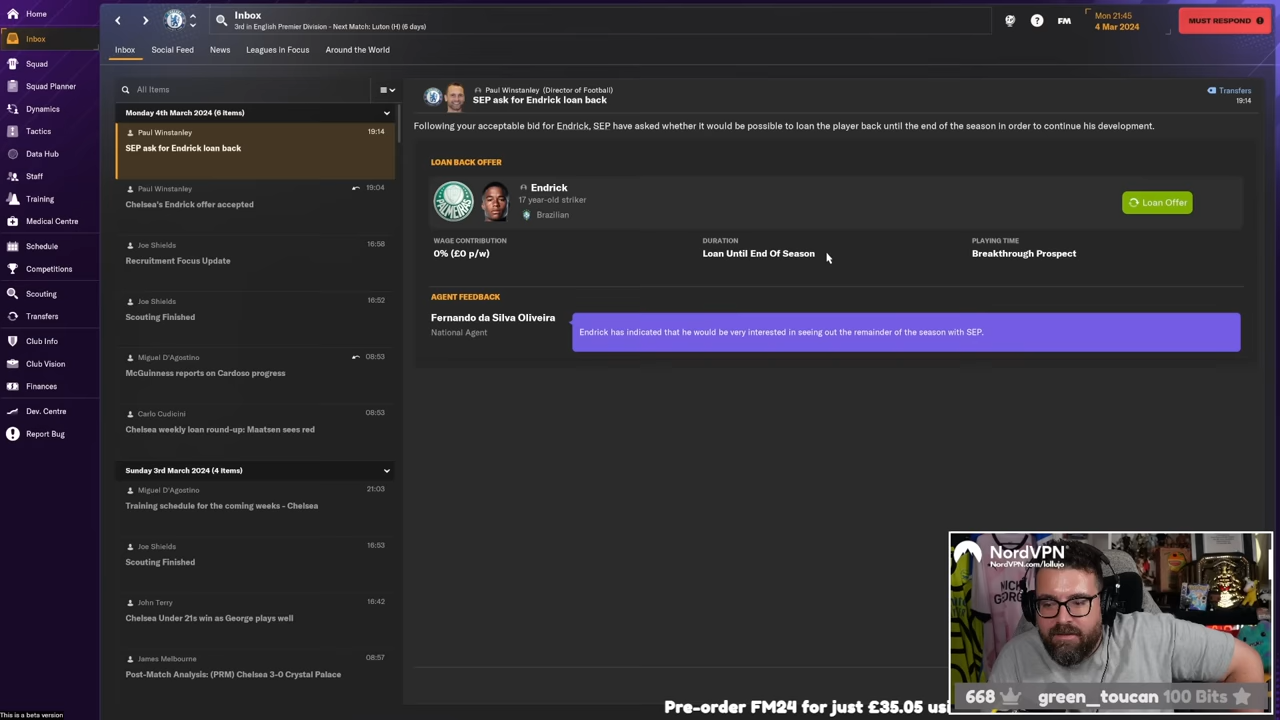 Home
Inbox
Squad
Squad Planner
Dynamics
Tactics
Data Hub
Staff
Training
Medical Centre
Schedule
Competitions
Scouting
Transfers
Club Info
Club Vision
Finances
Dev. Centre
Report Bug
This is a beta version
Inbox
3rd in English Premier Division - Next Match: Luton (H) (6 days)
FM
Mon 21:45
4 Mar 2024
MUST RESPOND
Inbox
Social Feed
News
Leagues in Focus
Around the World
All Items
Monday 4th March 2024 (6 items)
Paul Winstanley 19:14
SEP ask for Endrick loan back
Paul Winstanley 19:04
Chelsea's Endrick offer accepted
Joe Shields 16:58
Recruitment Focus Update
Joe Shields 16:52
Scouting Finished
Miguel D'Agostino 08:53
McGuinness reports on Cardoso progress
Carlo Cudicini 08:53
Chelsea weekly loan round-up: Maatsen sees red
Sunday 3rd March 2024 (4 items)
Miguel D'Agostino 21:03
Training schedule for the coming weeks - Chelsea
Joe Shields 16:53
Scouting Finished
John Terry 16:42
Chelsea Under 21s win as George plays well
James Melbourne 08:57
Post-Match Analysis: (PRM) Chelsea 3-0 Crystal Palace
Paul Winstanley (Director of Football)
SEP ask for Endrick loan back
Transfers
19:14
Following your acceptable bid for Endrick, SEP have asked whether it would be possible to loan the player back until the end of the season in order to continue his development.
LOAN BACK OFFER
Endrick
17 year-old striker
Brazilian
Loan Offer
WAGE CONTRIBUTION
0% (£0 p/w)
DURATION
Loan Until End Of Season
PLAYING TIME
Breakthrough Prospect
AGENT FEEDBACK
Fernando da Silva Oliveira
National Agent
Endrick has indicated that he would be very interested in seeing out the remainder of the season with SEP.
NordVPN
NordVPN.com/lollujo
668 green_toucan 100 Bits
Pre-order FM24 for just £35.05 usi